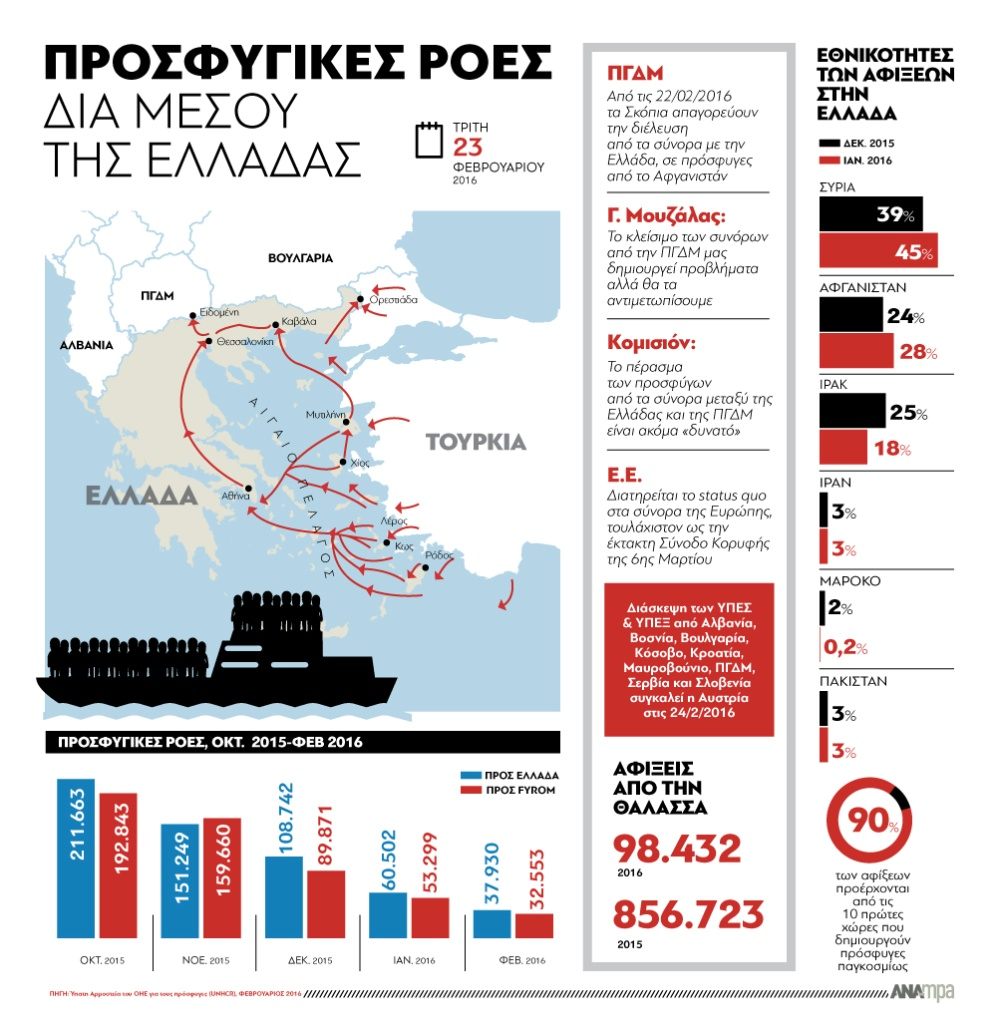 ΠΡΟΣΦΥΓΙΚΕΣ ΡΟΕΣ
ΔΙΑ ΜΕΣΟΥ
ΤΗΣ ΕΛΛΑΔΑΣ
ΤΡΙΤΗ
23
ΦΕΒΡΟΥΑΡΙΟΥ
2016
ΒΟΥΛΓΑΡΙΑ
ΠΓΔΜ
ΑΛΒΑΝΙΑ
Ειδομένη
Θεσσαλονίκη
Καβάλα
Ορεστιάδα
Μυτιλήνη
Χίος
ΤΟΥΡΚΙΑ
ΕΛΛΑΔΑ
Αθήνα
ΑΙΓΑΙΟ ΠΕΛΑΓΟΣ
Λέρος
Κως
Ρόδος
ΠΡΟΣΦΥΓΙΚΕΣ ΡΟΕΣ, ΟΚΤ. 2015-ΦΕΒ 2016
ΠΡΟΣ ΕΛΛΑΔΑ
ΠΡΟΣ FYROM
211.663
192.843
151.249
159.660
108.742
89.871
60.502
53.299
37.930
32.553
ΟΚΤ. 2015
ΝΟΕ. 2015
ΔΕΚ. 2015
ΙΑΝ. 2016
ΦΕΒ. 2016
ΠΓΔΜ
Από τις 22/02/2016
τα Σκόπια απαγορεύουν
την διέλευση
από τα σύνορα με την
Ελλάδα, σε πρόσφυγες
από το Αφγανιστάν
Γ. Μουζάλας:
Το κλείσιμο των συνόρων
από την ΠΓΔΜ μας
δημιουργεί προβλήματα
αλλά θα τα
αντιμετωπίσουμε
Κομισιόν:
Το πέρασμα
των προσφύγων
από τα σύνορα μεταξύ της
Ελλάδας και της ΠΓΔΜ
είναι ακόμα «δυνατό»
Ε.Ε.
Διατηρείται το status quo
στα σύνορα της Ευρώπης,
τουλάχιστον ως την
έκτακτη Σύνοδο Κορυφής
της 6ης Μαρτίου
Διάσκεψη των ΥΠΕΣ
& ΥΠΕΞ από Αλβανία,
Βοσνία, Βουλγαρία,
Κόσοβο, Κροατία,
Μαυροβούνιο, ΠΓΔΜ,
Σερβία και Σλοβενία
συγκαλεί η Αυστρία
στις 24/2/2016
ΑΦΙΞΕΙΣ
ΑΠΟ ΤΗΝ
ΘΑΛΑΣΣΑ
98.432
2016
856.723
2015
ΕΘΝΙΚΟΤΗΤΕΣ
ΤΩΝ ΑΦΙΞΕΩΝ
ΣΤΗΝ
ΕΛΛΑΔΑ
ΔΕΚ. 2015
ΙΑΝ. 2016
ΣΥΡΙΑ
39%
45%
ΑΦΓΑΝΙΣΤΑΝ
24%
28%
ΙΡΑΚ
25%
18%
ΙΡΑΝ
3%
3%
ΜΑΡΟΚΟ
2%
0,2%
ΠΑΚΙΣΤΑΝ
3%
3%
90%
των αφίξεων
προέρχονται
από τις
10 πρώτες
χώρες που
δημιουργούν
πρόσφυγες
παγκοσμίως
ΠΗΓΗ: Ύπατη Αρμοστεία του ΟΗΕ για τους πρόσφυγες (UNHCR), ΦΕΒΡΟΥΑΡΙΟΣ 2016
ANAmpa